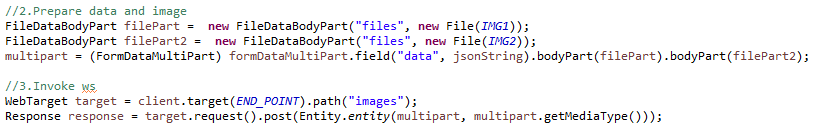 //2.Prepare data and image
FileDataBodyPart filePart =  new FileDataBodyPart("files", new File(IMG1));
FileDataBodyPart filePart2 =  new FileDataBodyPart("files", new File(IMG2));
multipart = (FormDataMultiPart) formDataMultiPart.field("data", jsonString).bodyPart(filePart).bodyPart(filePart2);
//3.Invoke ws
WebTarget target = client.target(END_POINT).path("images");
Response response = target.request().post(Entity.entity(multipart, multipart.getMediaType()));